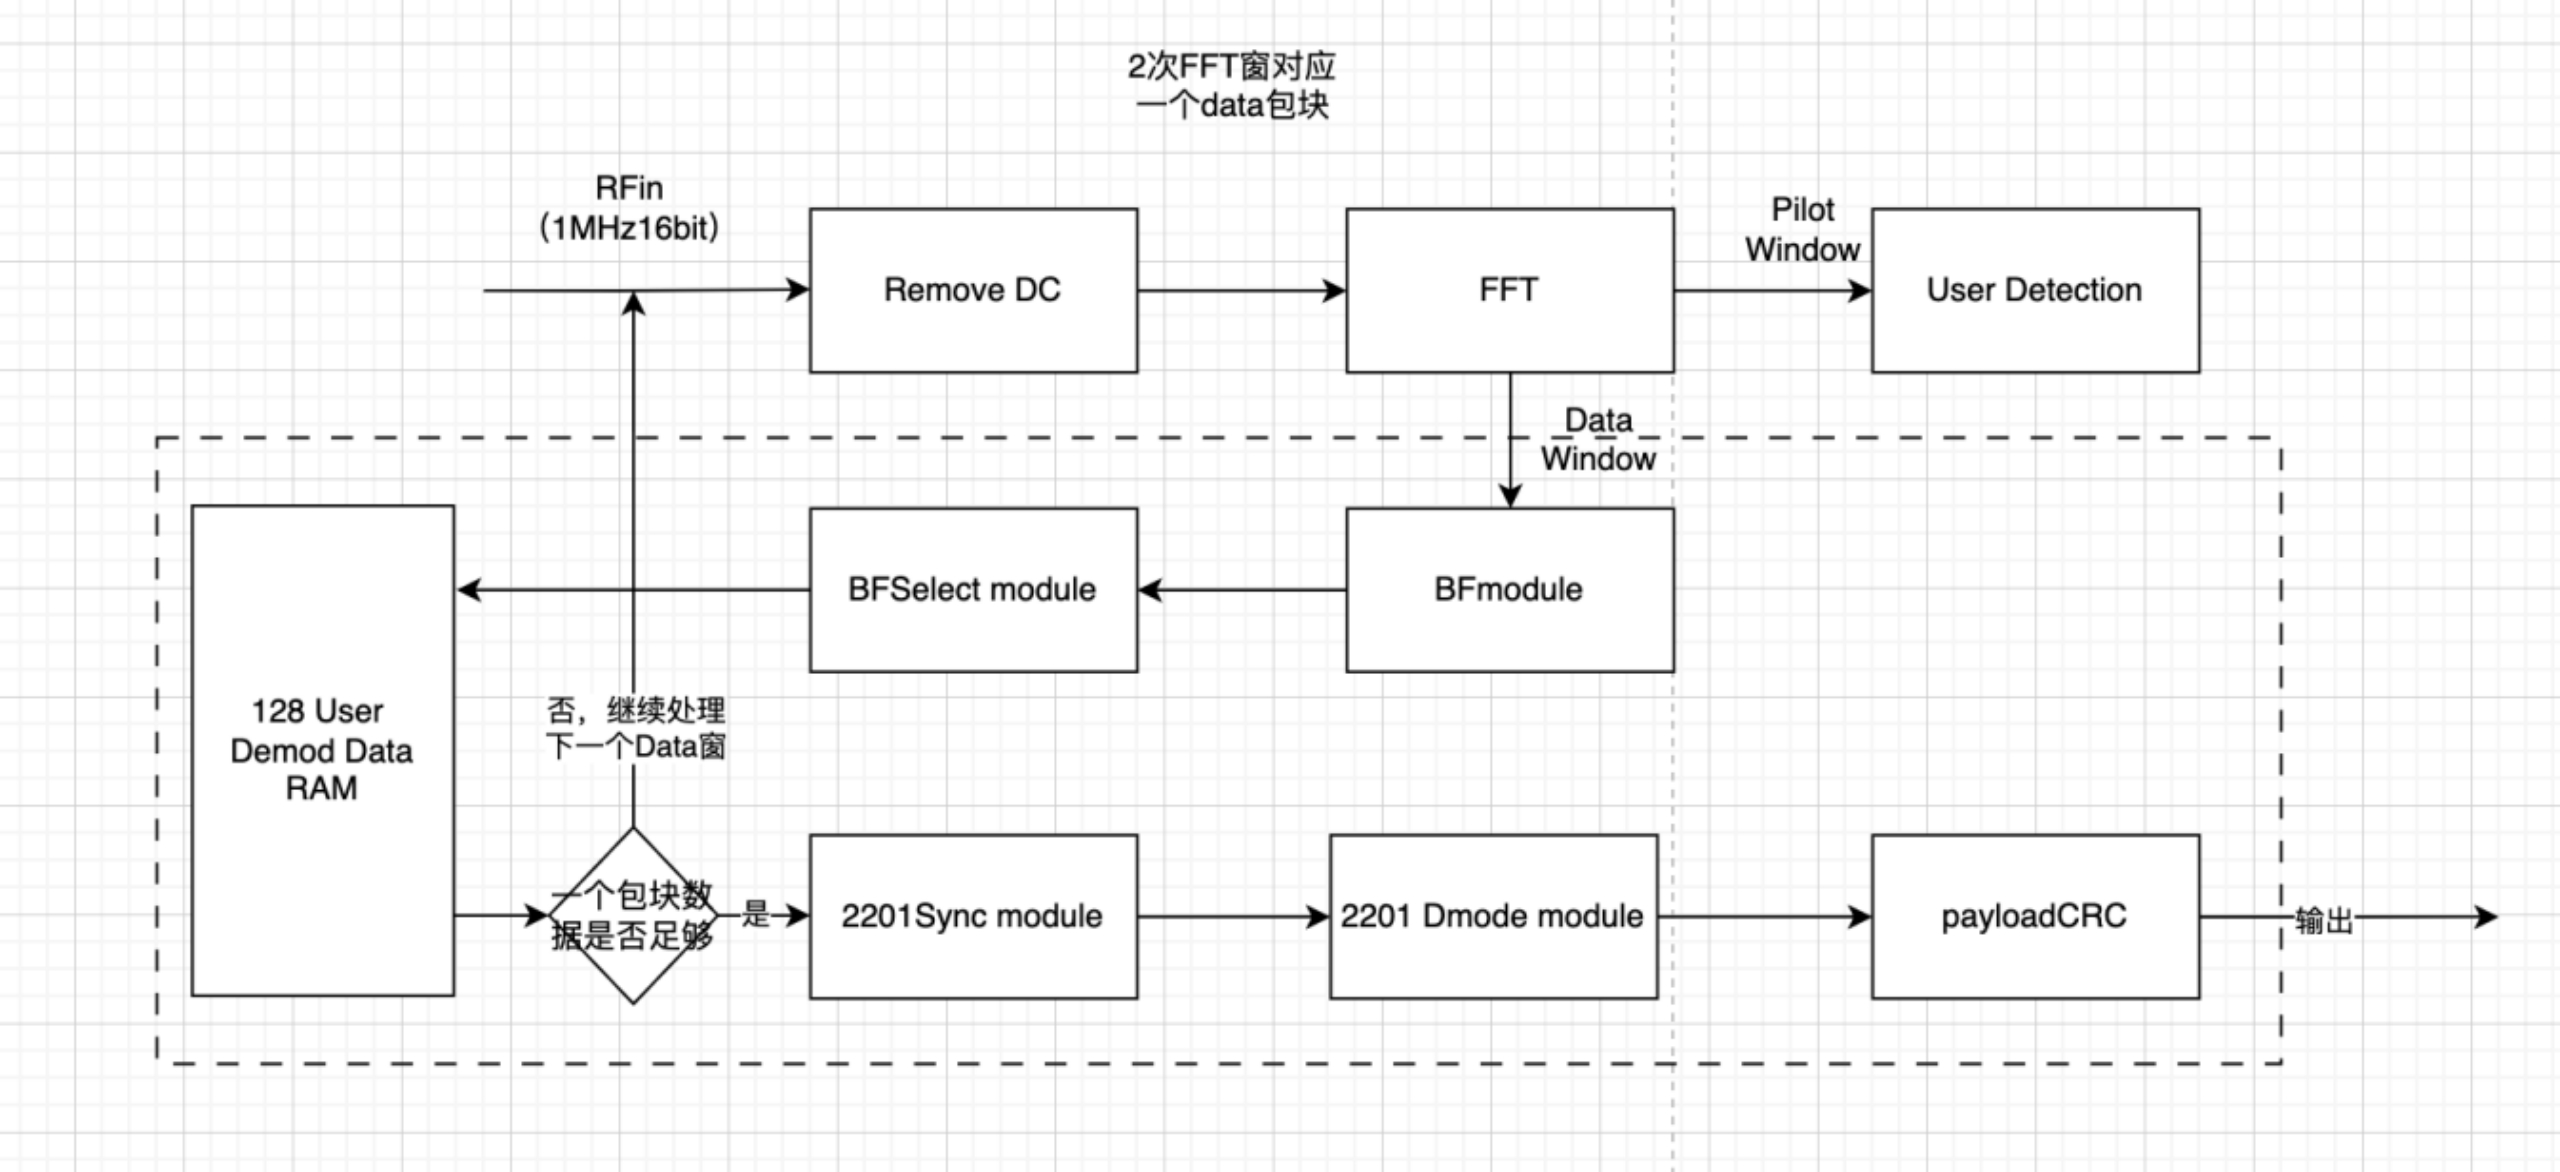 2次FFT窗对应
一个data包块
RFin
（1MHz16bit）
Remove DC
FFT
Pilot
Window
User Detection
Data
Window
128 User
Demod Data
RAM
BFSelect module
BFmodule
否，继续处理
下一个Data窗
一个包块数
据是否足够
是
2201Sync module
2201 Dmode module
payloadCRC
输出